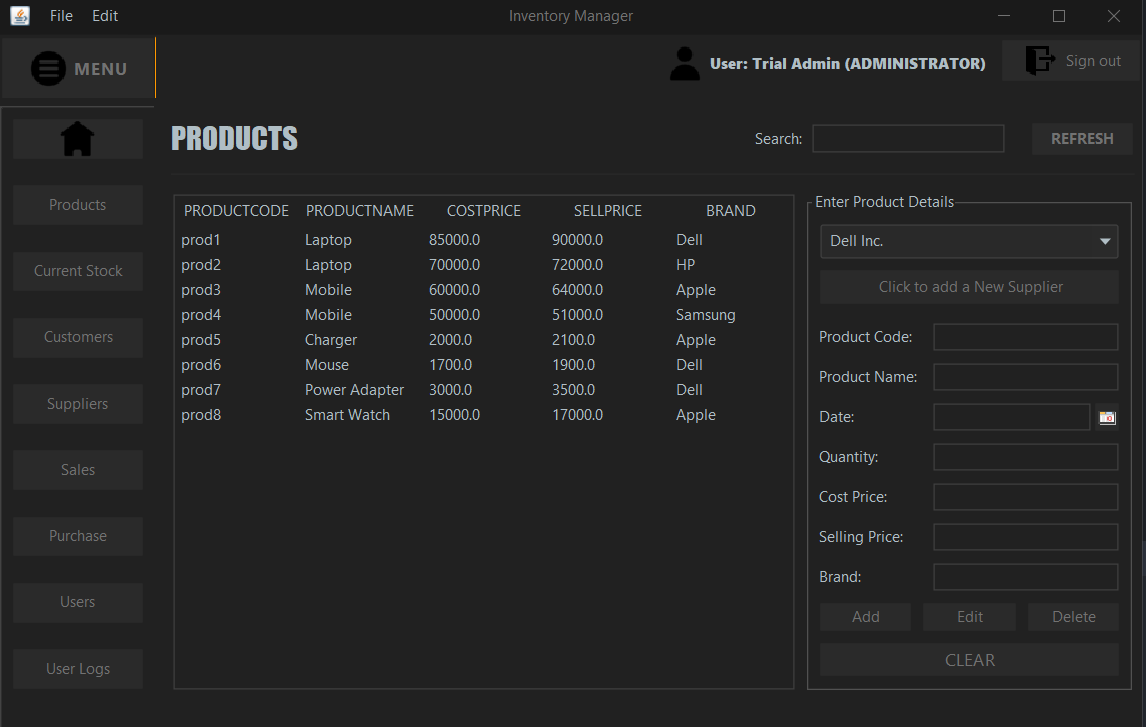 File Edit Inventory Manager
MENU
User: Trial Admin (ADMINISTRATOR)
Sign out
Products
Current Stock
Customers
Suppliers
Sales
Purchase
Users
User Logs
PRODUCTS
Search:
REFRESH
PRODUCTCODE PRODUCTNAME COSTPRICE SELLPRICE BRAND
prod1 Laptop 85000.0 90000.0 Dell
prod2 Laptop 70000.0 72000.0 HP
prod3 Mobile 60000.0 64000.0 Apple
prod4 Mobile 50000.0 51000.0 Samsung
prod5 Charger 2000.0 2100.0 Apple
prod6 Mouse 1700.0 1900.0 Dell
prod7 Power Adapter 3000.0 3500.0 Dell
prod8 Smart Watch 15000.0 17000.0 Apple
Enter Product Details
Dell Inc.
Click to add a New Supplier
Product Code:
Product Name:
Date:
Quantity:
Cost Price:
Selling Price:
Brand:
Add Edit Delete
CLEAR